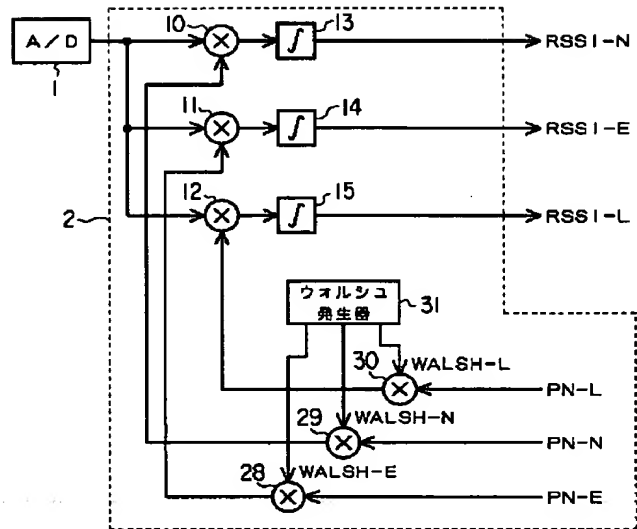 A/D
1
2
10
13
RSSI-N
11
14
RSSI-E
12
15
RSSI-L
ウォルシュ
発生器
31
30
WALSH-L
PN-L
29
WALSH-N
PN-N
28
WALSH-E
PN-E